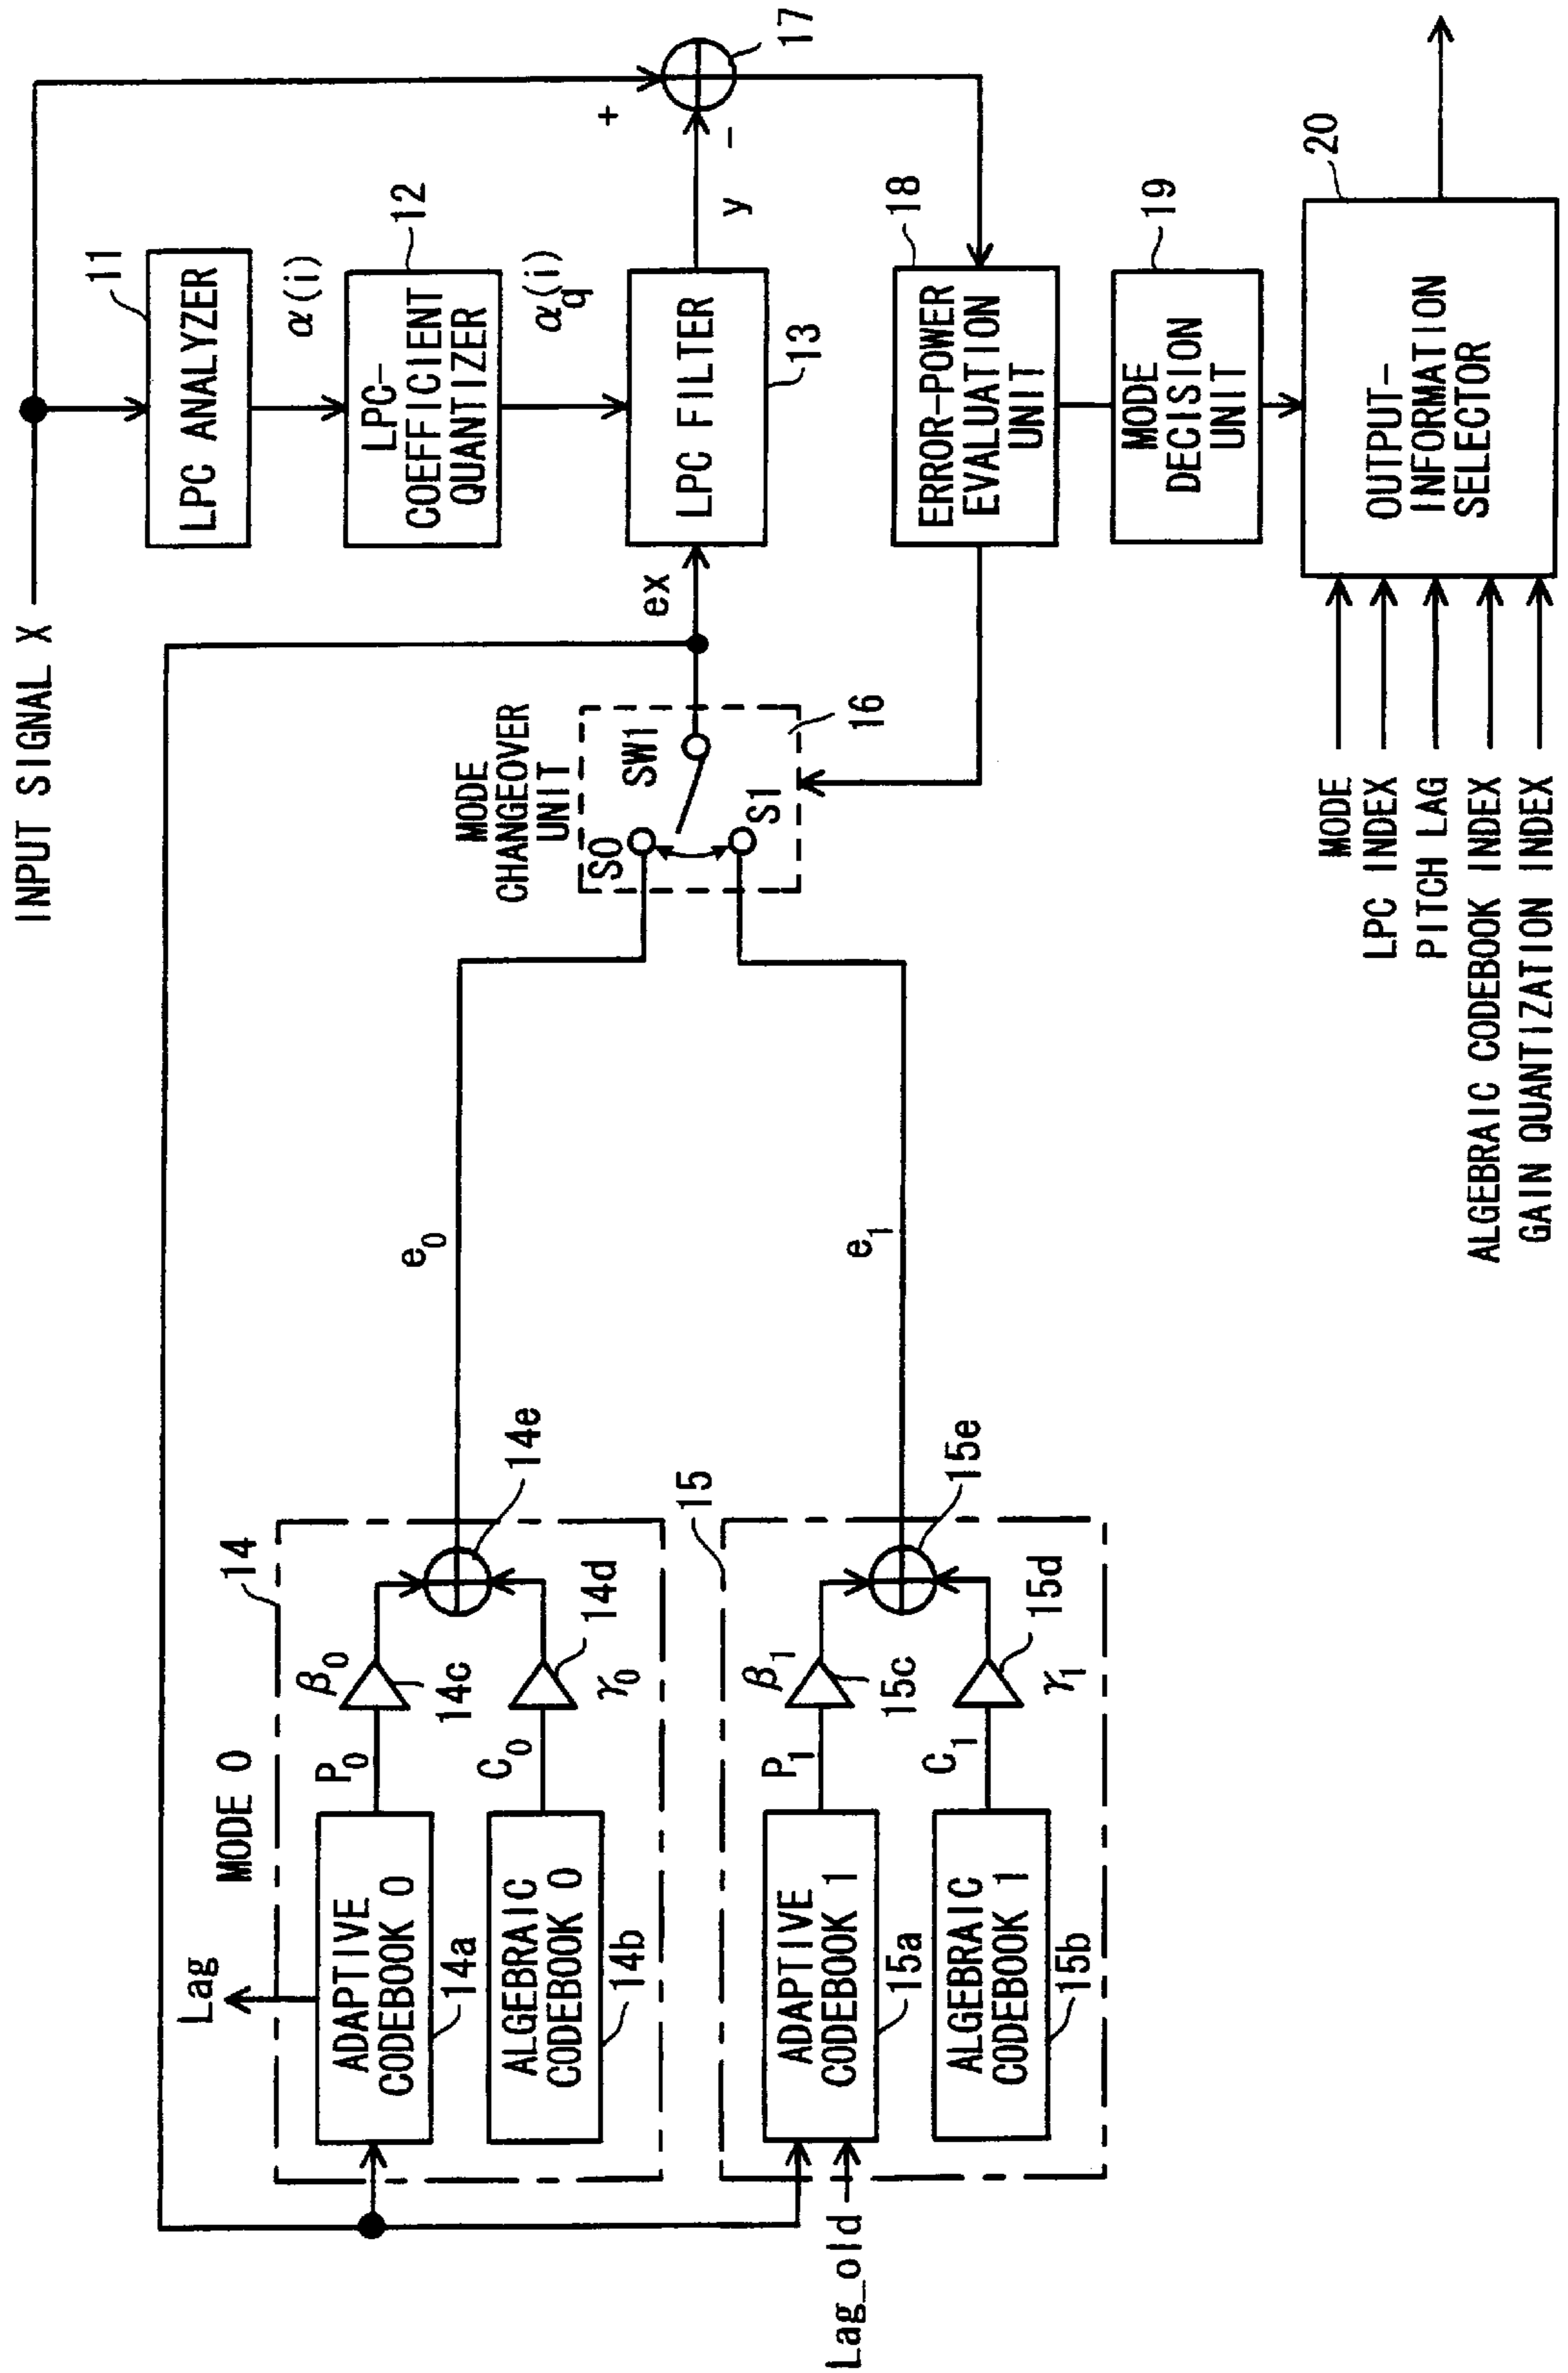 INPUT SIGNAL X
LPC ANALYZER
11
α(i)
LPC-
COEFFICIENT
QUANTIZER
12
αq(i)
LPC FILTER
13
ex
y
+
-
17
MODE
CHANGEOVER
UNIT
SW1
S0
S1
16
ERROR-POWER
EVALUATION
UNIT
18
MODE
DECISION
UNIT
19
OUTPUT-
INFORMATION
SELECTOR
20
MODE
LPC INDEX
PITCH LAG
ALGEBRAIC CODEBOOK INDEX
GAIN QUANTIZATION INDEX
Lag
MODE 0
14
ADAPTIVE
CODEBOOK 0
14a
P0
β0
14c
ALGEBRAIC
CODEBOOK 0
14b
C0
γ0
14d
14e
e0
15
Lag_old
ADAPTIVE
CODEBOOK 1
15a
P1
β1
15c
ALGEBRAIC
CODEBOOK 1
15b
C1
γ1
15d
15e
e1